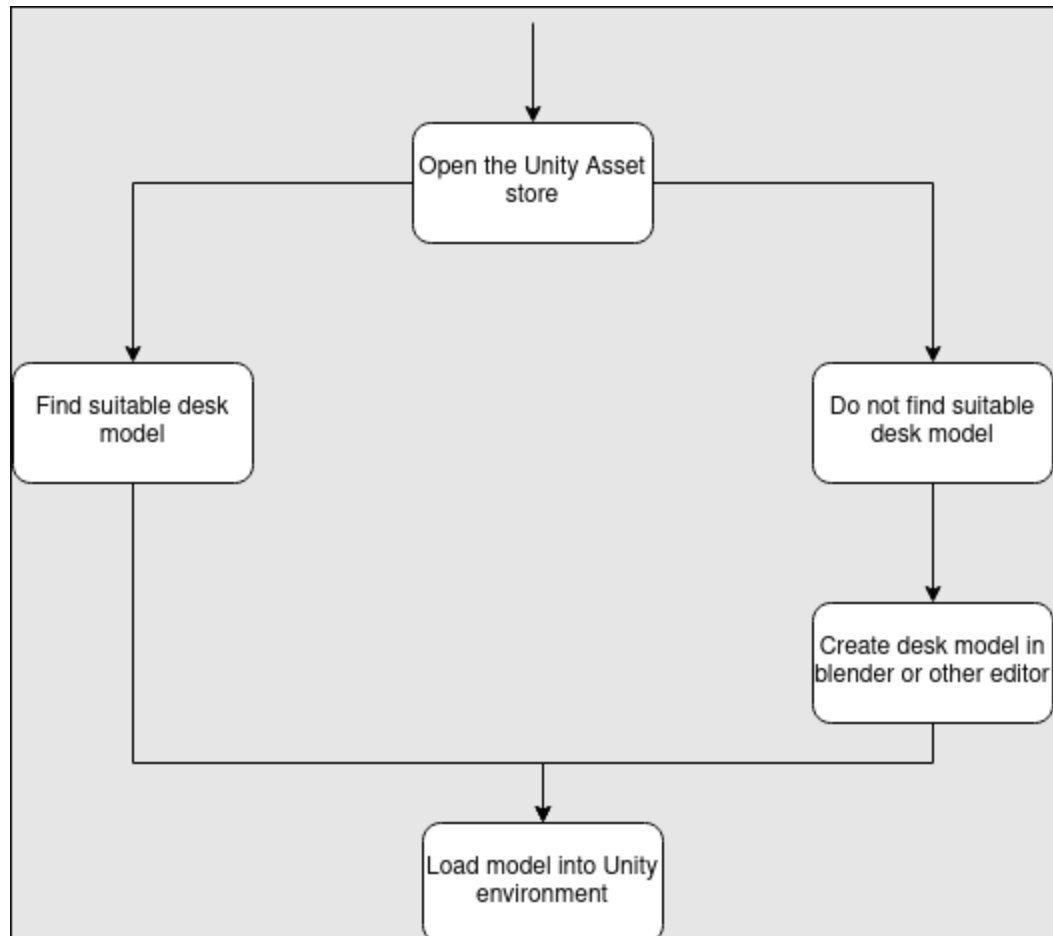 Open the Unity Asset
store
Find suitable desk
model
Do not find suitable
desk model
Create desk model in
blender or other editor
Load model into Unity
environment